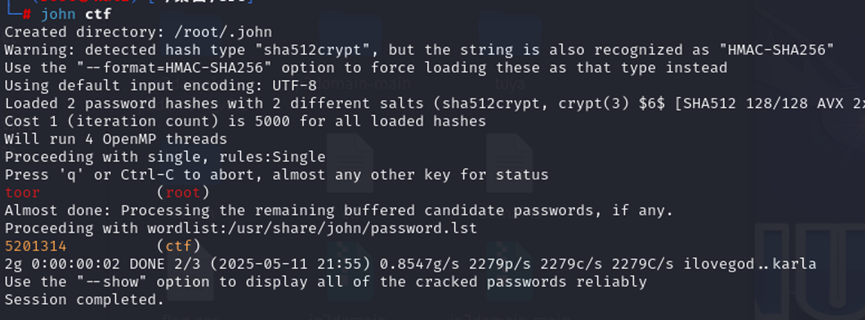 # john ctf
Created directory: /root/.john
Warning: detected hash type "sha512crypt", but the string is also recognized as "HMAC-SHA256"
Use the "--format=HMAC-SHA256" option to force loading these as that type instead
Using default input encoding: UTF-8
Loaded 2 password hashes with 2 different salts (sha512crypt, crypt(3) $6$ [SHA512 128/128 AVX 2x
Cost 1 (iteration count) is 5000 for all loaded hashes
Will run 4 OpenMP threads
Proceeding with single, rules:Single
Press 'q' or Ctrl-C to abort, almost any other key for status
toor (root)
Almost done: Processing the remaining buffered candidate passwords, if any.
Proceeding with wordlist:/usr/share/john/password.lst
5201314 (ctf)
2g 0:00:00:02 DONE 2/3 (2025-05-11 21:55) 0.8547g/s 2279p/s 2279c/s 2279C/s ilovegod..karla
Use the "--show" option to display all of the cracked passwords reliably
Session completed.